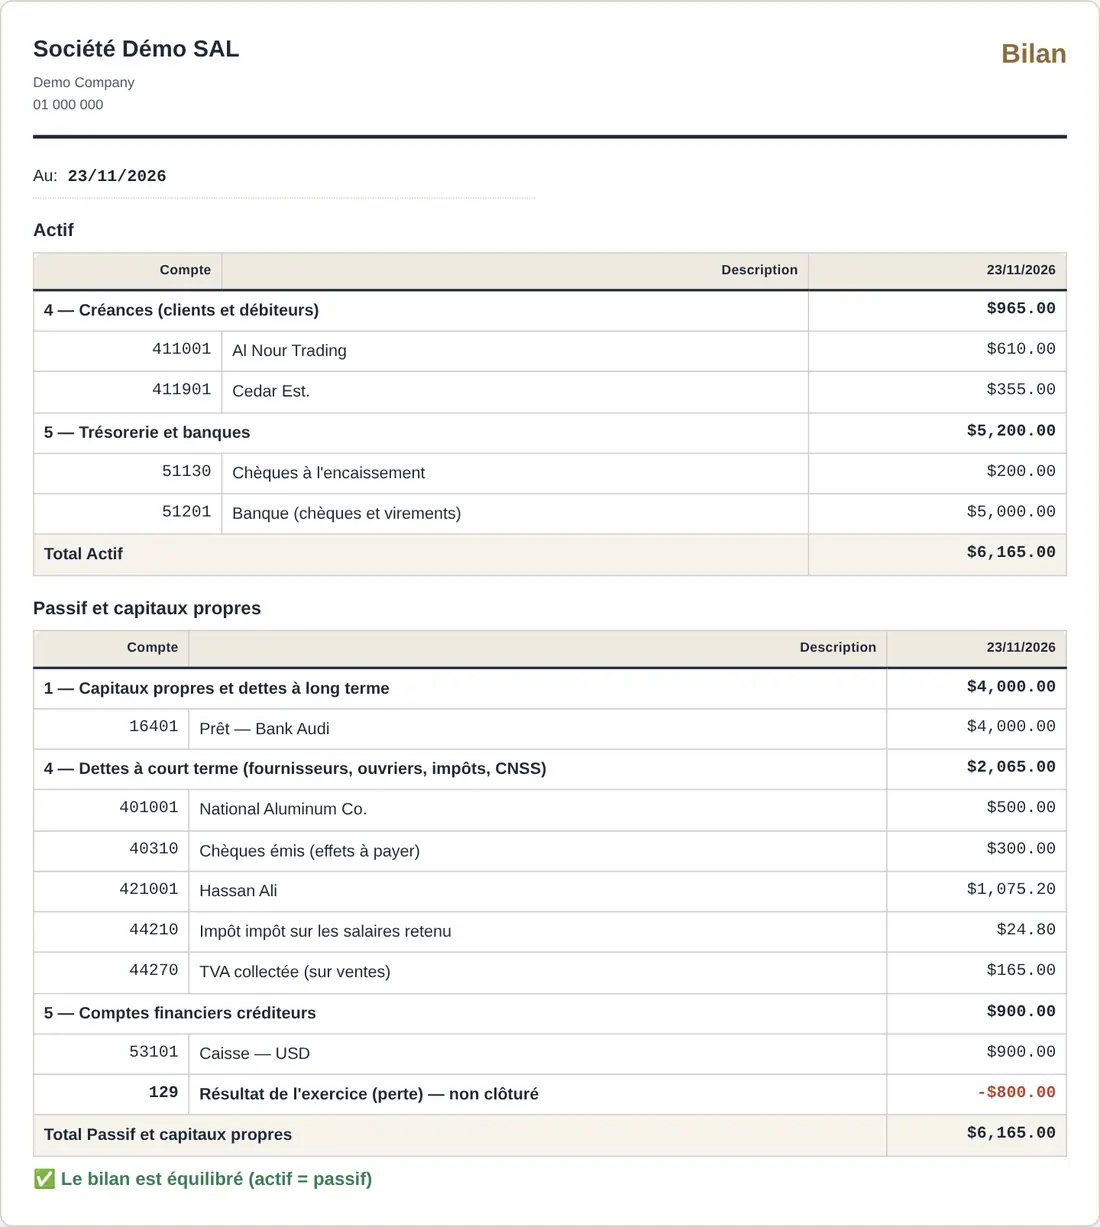 Société Démo SAL
Bilan
Demo Company
01 000 000
Au: 23/11/2026
Actif
Compte Description 23/11/2026
4 — Créances (clients et débiteurs) $965.00
411001 Al Nour Trading $610.00
411901 Cedar Est. $355.00
5 — Trésorerie et banques $5,200.00
51130 Chèques à l'encaissement $200.00
51201 Banque (chèques et virements) $5,000.00
Total Actif $6,165.00
Passif et capitaux propres
Compte Description 23/11/2026
1 — Capitaux propres et dettes à long terme $4,000.00
16401 Prêt — Bank Audi $4,000.00
4 — Dettes à court terme (fournisseurs, ouvriers, impôts, CNSS) $2,065.00
401001 National Aluminum Co. $500.00
40310 Chèques émis (effets à payer) $300.00
421001 Hassan Ali $1,075.20
44210 Impôt impôt sur les salaires retenu $24.80
44270 TVA collectée (sur ventes) $165.00
5 — Comptes financiers créditeurs $900.00
53101 Caisse — USD $900.00
129 Résultat de l'exercice (perte) — non clôturé -$800.00
Total Passif et capitaux propres $6,165.00
✅ Le bilan est équilibré (actif = passif)